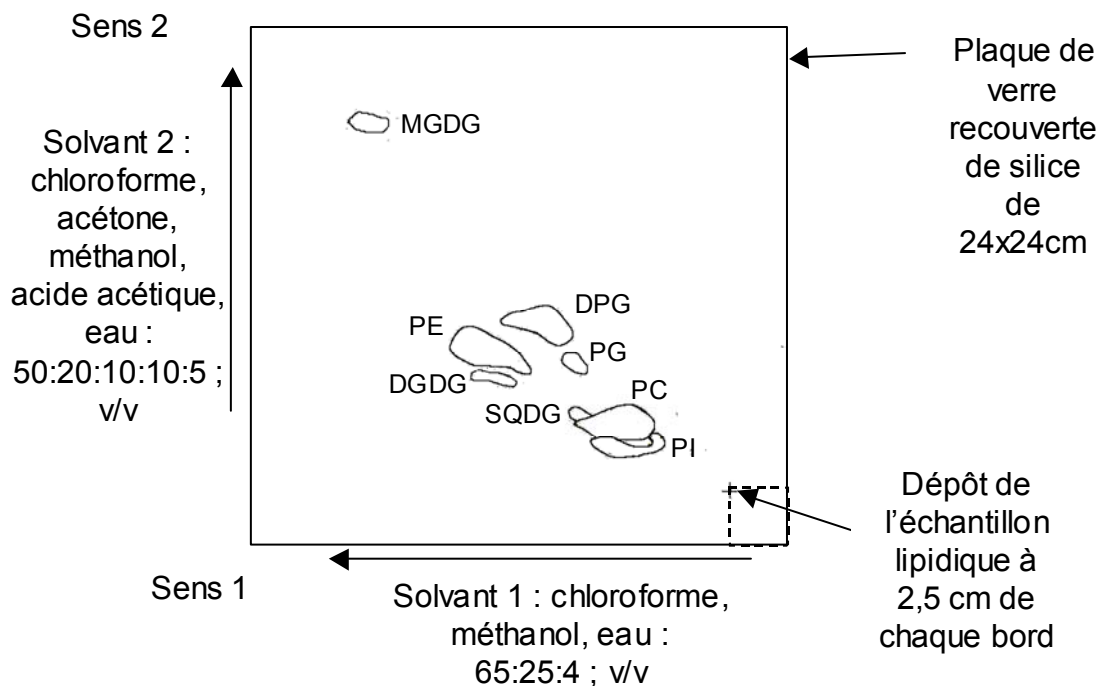 Sens 2
Solvant 2 :
chloroforme,
acétone,
méthanol,
acide acétique,
eau :
50:20:10:10:5 ;
v/v
MGDG
DPG
PE
PG
DGDG
PC
SQDG
PI
Plaque de
verre
recouverte
de silice
de
24x24cm
Dépôt de
l'échantillon
lipidique à
2,5 cm de
chaque bord
Sens 1
Solvant 1 : chloroforme,
méthanol, eau :
65:25:4 ; v/v